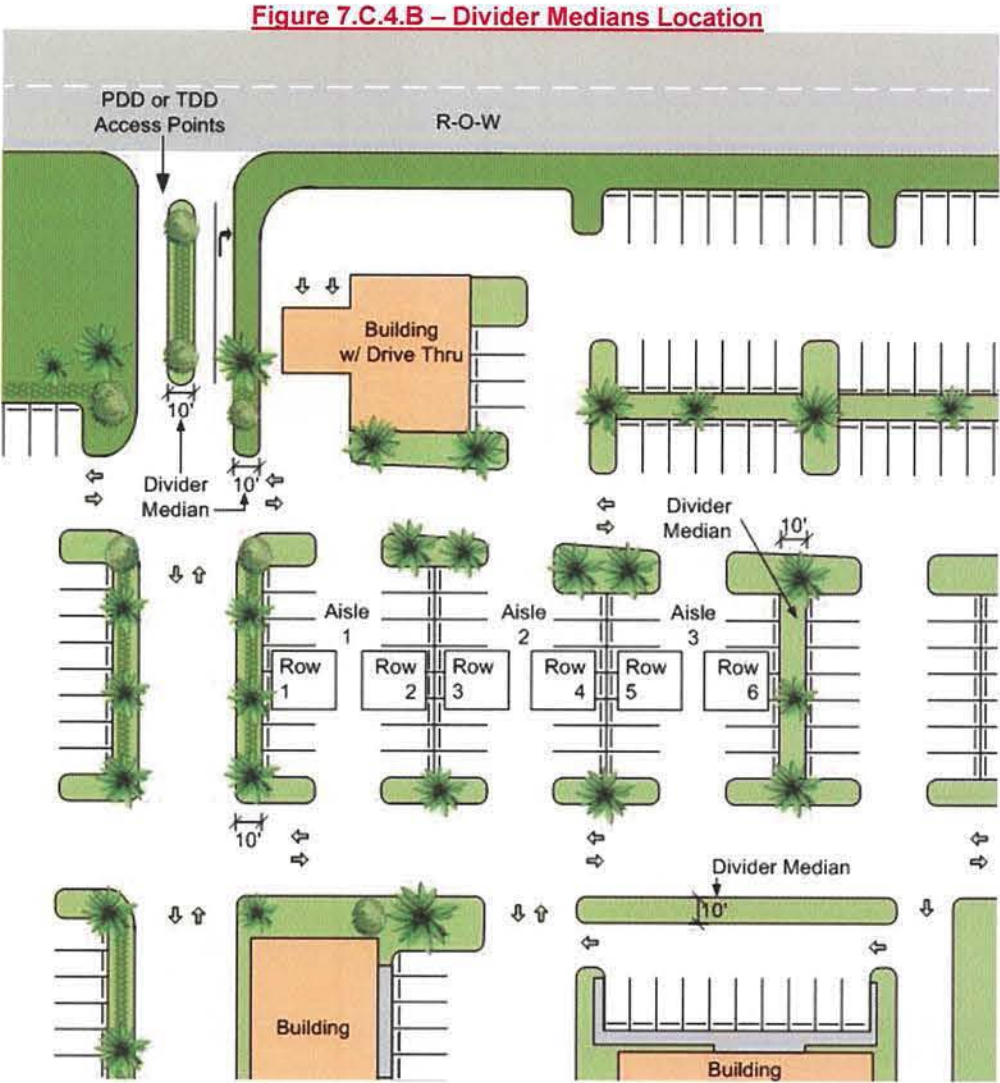 Figure 7.C.4.B – Divider Medians Location
PDD or TDD
Access Points
R-O-W
Building
w/ Drive Thru
10'
10'
Divider
Median
Divider
Median
10'
Aisle
1
Aisle
2
Aisle
3
Row
1
Row
2
Row
3
Row
4
Row
5
Row
6
10'
Divider Median
10'
Building
Building